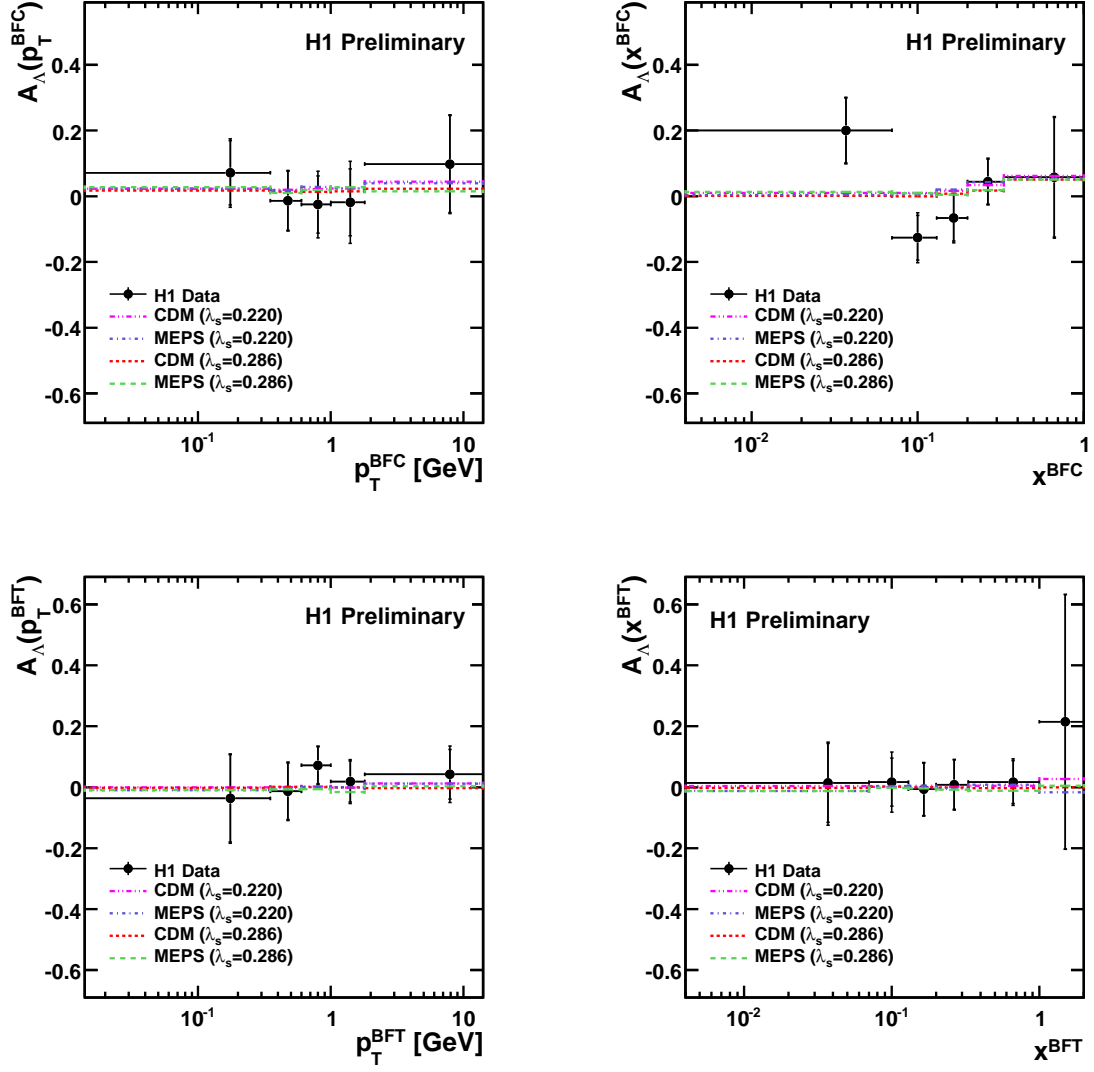 A_Λ(p_T^BFC)
H1 Preliminary
0.4
0.2
0
-0.2
-0.4
-0.6
H1 Data
CDM (λ_s=0.220)
MEPS (λ_s=0.220)
CDM (λ_s=0.286)
MEPS (λ_s=0.286)
10^-1 1 10
p_T^BFC [GeV]
A_Λ(x^BFC)
H1 Preliminary
0.4
0.2
0
-0.2
-0.4
-0.6
H1 Data
CDM (λ_s=0.220)
MEPS (λ_s=0.220)
CDM (λ_s=0.286)
MEPS (λ_s=0.286)
10^-2 10^-1 1
x^BFC
A_Λ(p_T^BFT)
H1 Preliminary
0.6
0.4
0.2
0
-0.2
-0.4
-0.6
H1 Data
CDM (λ_s=0.220)
MEPS (λ_s=0.220)
CDM (λ_s=0.286)
MEPS (λ_s=0.286)
10^-1 1 10
p_T^BFT [GeV]
A_Λ(x^BFT)
H1 Preliminary
0.6
0.4
0.2
0
-0.2
-0.4
-0.6
H1 Data
CDM (λ_s=0.220)
MEPS (λ_s=0.220)
CDM (λ_s=0.286)
MEPS (λ_s=0.286)
10^-2 10^-1 1
x^BFT